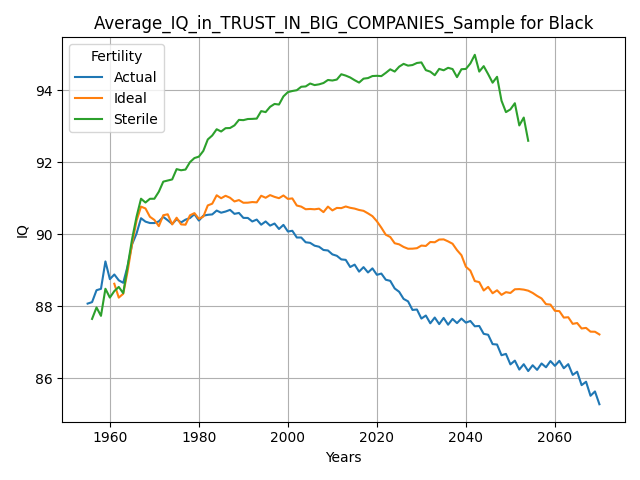 Average_IQ_in_TRUST_IN_BIG_COMPANIES_Sample for Black
Fertility
Actual
Ideal
Sterile
IQ
94
92
90
88
86
1960
1980
2000
2020
2040
2060
Years